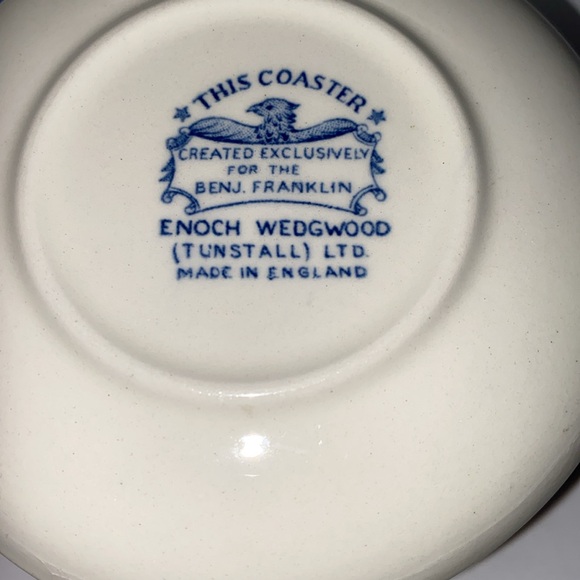 THIS COASTER
CREATED EXCLUSIVELY
FOR THE
BENJ. FRANKLIN
ENOCH WEDGWOOD
(TUNSTALL) LTD.
MADE IN ENGLAND